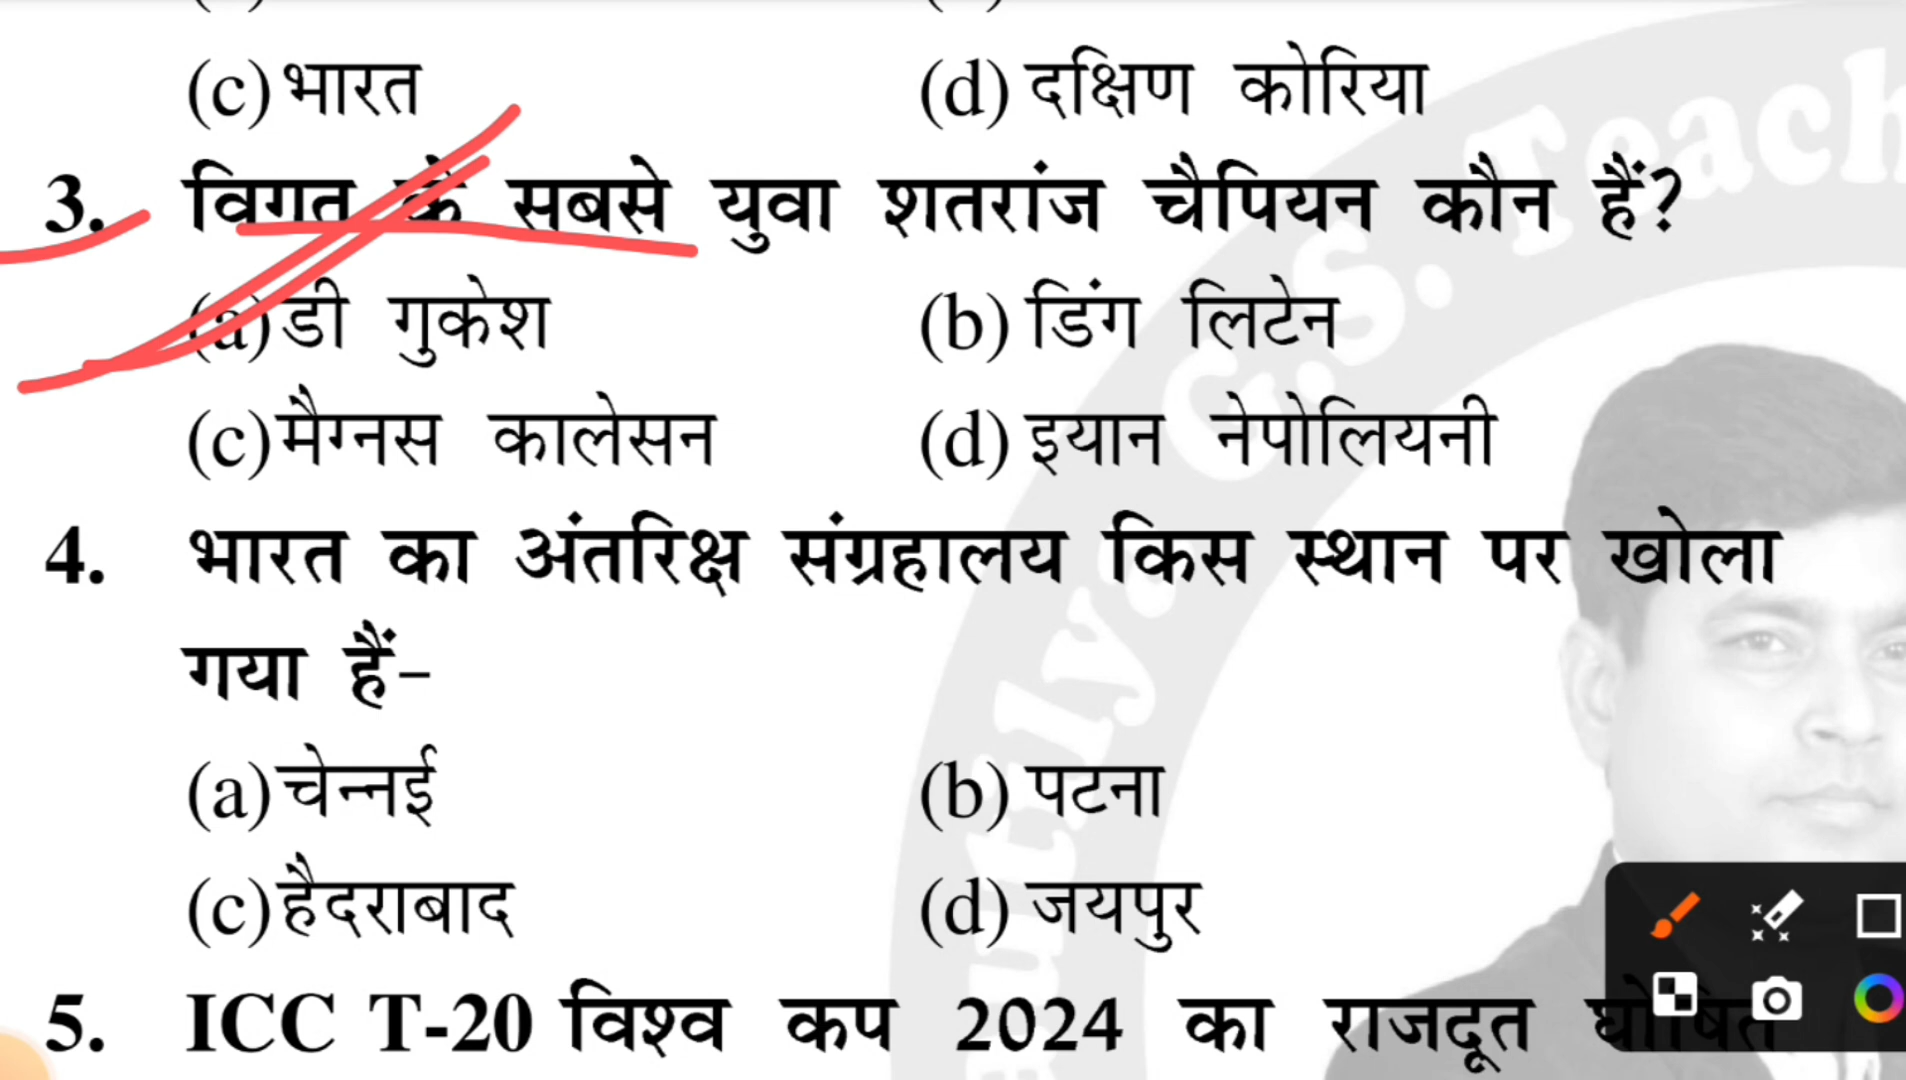 (c) भारत (d) दक्षिण कोरिया
3. विगत के सबसे युवा शतरांज चैपियन कौन हैं?
(a) डी गुकेश (b) डिंग लिटेन
(c) मैग्नस कालेसन (d) इयान नेपोलियनी
4. भारत का अंतरिक्ष संग्रहालय किस स्थान पर खोला
गया हैं–
(a) चेन्नई (b) पटना
(c) हैदराबाद (d) जयपुर
5. ICC T-20 विश्व कप 2024 का राजदूत घोषित
G.S. Teach